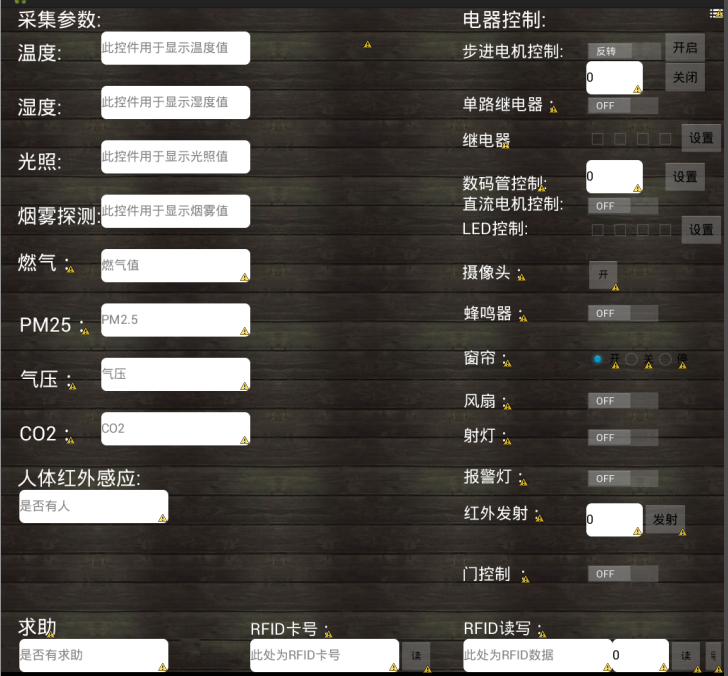 采集参数:
温度:
此控件用于显示温度值
湿度:
此控件用于显示湿度值
光照:
此控件用于显示光照值
烟雾探测:
此控件用于显示烟雾值
燃气：
燃气值
PM25：
PM2.5
气压：
气压
CO2：
CO2
人体红外感应:
是否有人
求助
是否有求助
RFID卡号：
此处为RFID卡号
读
电器控制:
步进电机控制:
反转
开启
0
关闭
单路继电器：
OFF
继电器
设置
数码管控制:
0
设置
直流电机控制:
OFF
LED控制:
设置
摄像头：
开
蜂鸣器：
OFF
窗帘：
开
关
停
风扇：
OFF
射灯：
OFF
报警灯：
OFF
红外发射：
0
发射
门控制：
OFF
RFID读写：
此处为RFID数据
0
读